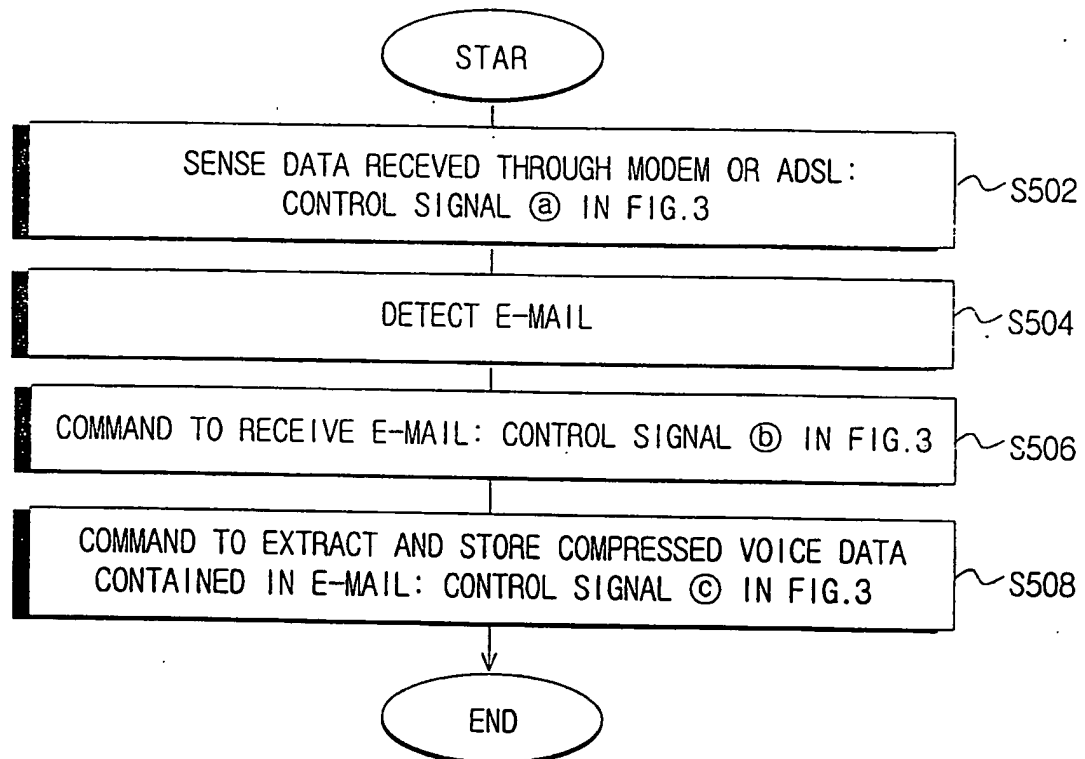 STAR
SENSE DATA RECEVED THROUGH MODEM OR ADSL:
CONTROL SIGNAL ⓐ IN FIG.3
S502
DETECT E-MAIL
S504
COMMAND TO RECEIVE E-MAIL: CONTROL SIGNAL ⓑ IN FIG.3
S506
COMMAND TO EXTRACT AND STORE COMPRESSED VOICE DATA
CONTAINED IN E-MAIL: CONTROL SIGNAL ⓒ IN FIG.3
S508
END